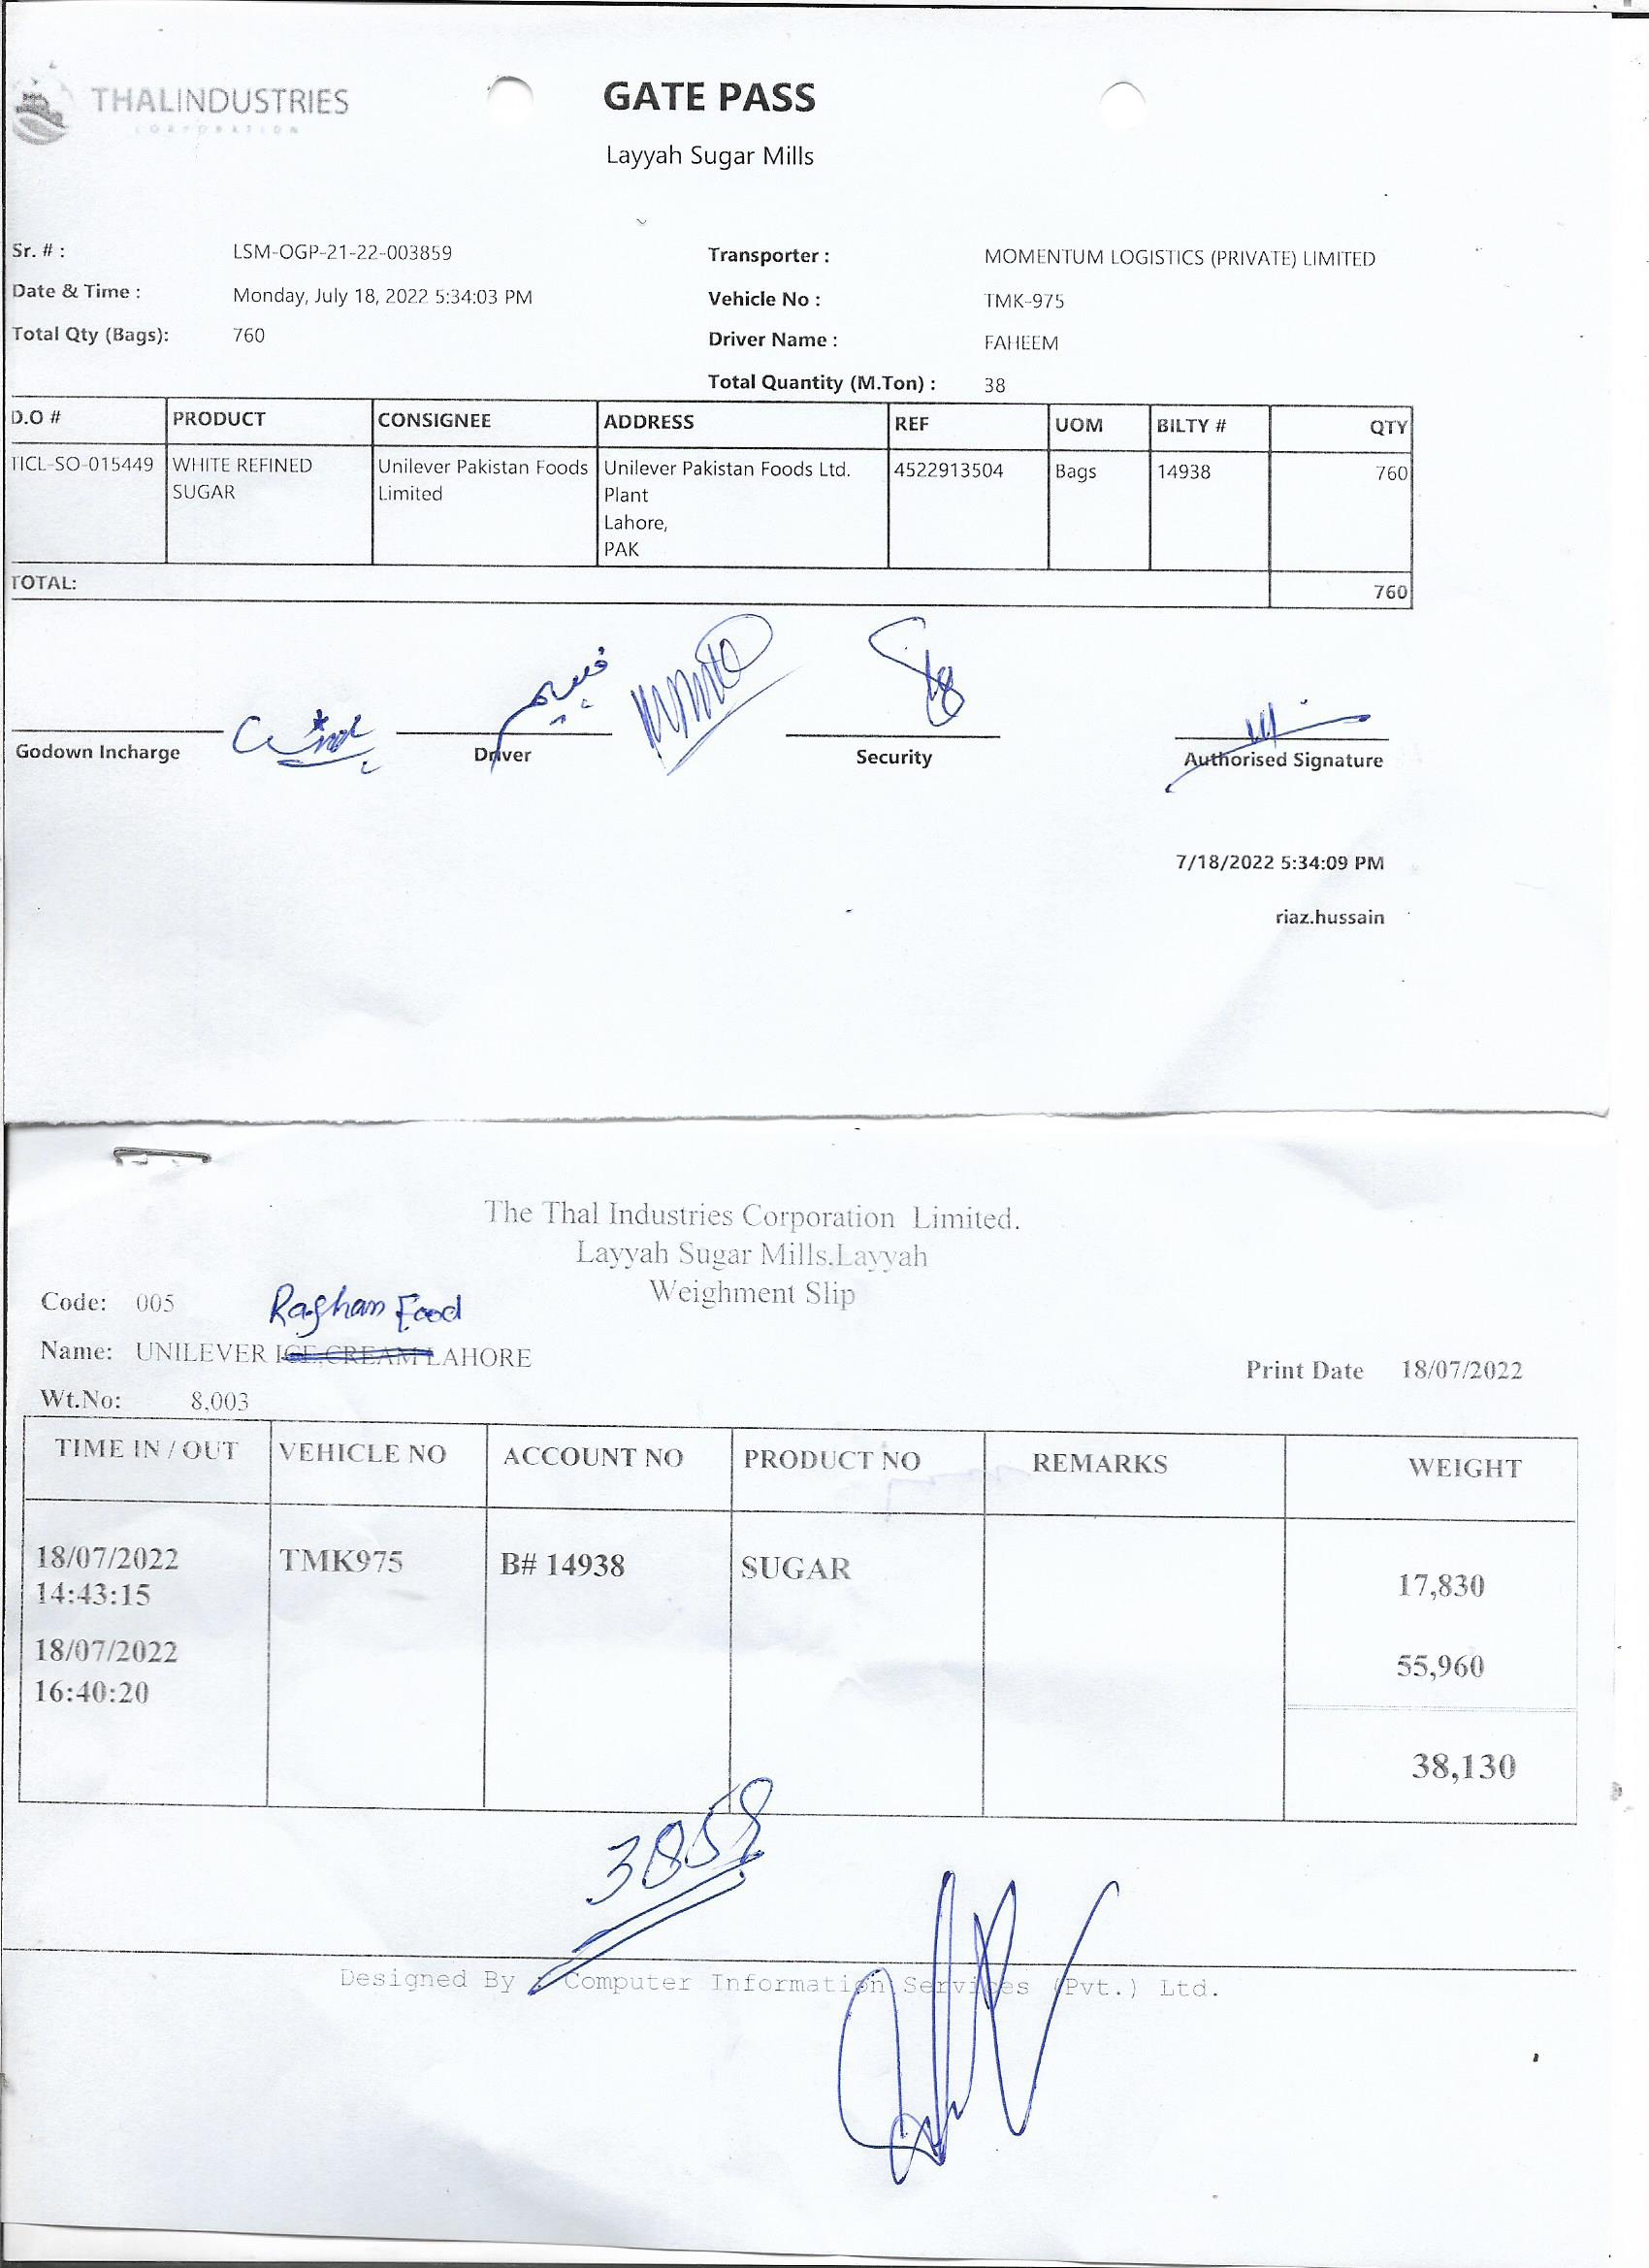 THALINDUSTRIES
CORPORATION
GATE PASS
Layyah Sugar Mills
Sr. # : LSM-OGP-21-22-003859
Date & Time : Monday, July 18, 2022 5:34:03 PM
Total Qty (Bags): 760
Transporter : MOMENTUM LOGISTICS (PRIVATE) LIMITED
Vehicle No : TMK-975
Driver Name : FAHEEM
Total Quantity (M.Ton) : 38
D.O # PRODUCT CONSIGNEE ADDRESS REF UOM BILTY # QTY
TICL-SO-015449 WHITE REFINED Unilever Pakistan Foods Unilever Pakistan Foods Ltd. 4522913504 Bags 14938 760
SUGAR Limited Plant
Lahore,
PAK
TOTAL: 760
فہیم
Godown Incharge Driver Security Authorised Signature
7/18/2022 5:34:09 PM
riaz.hussain
The Thal Industries Corporation Limited.
Layyah Sugar Mills.Layyah
Weighment Slip
Code: 005
Food
Name: UNILEVER ICE.CREAM LAHORE
Print Date 18/07/2022
Wt.No: 8,003
TIME IN / OUT VEHICLE NO ACCOUNT NO PRODUCT NO REMARKS WEIGHT
18/07/2022 TMK975 B# 14938 SUGAR 17,830
14:43:15
18/07/2022 55,960
16:40:20
38,130
3859
Designed By : Computer Information Services (Pvt.) Ltd.